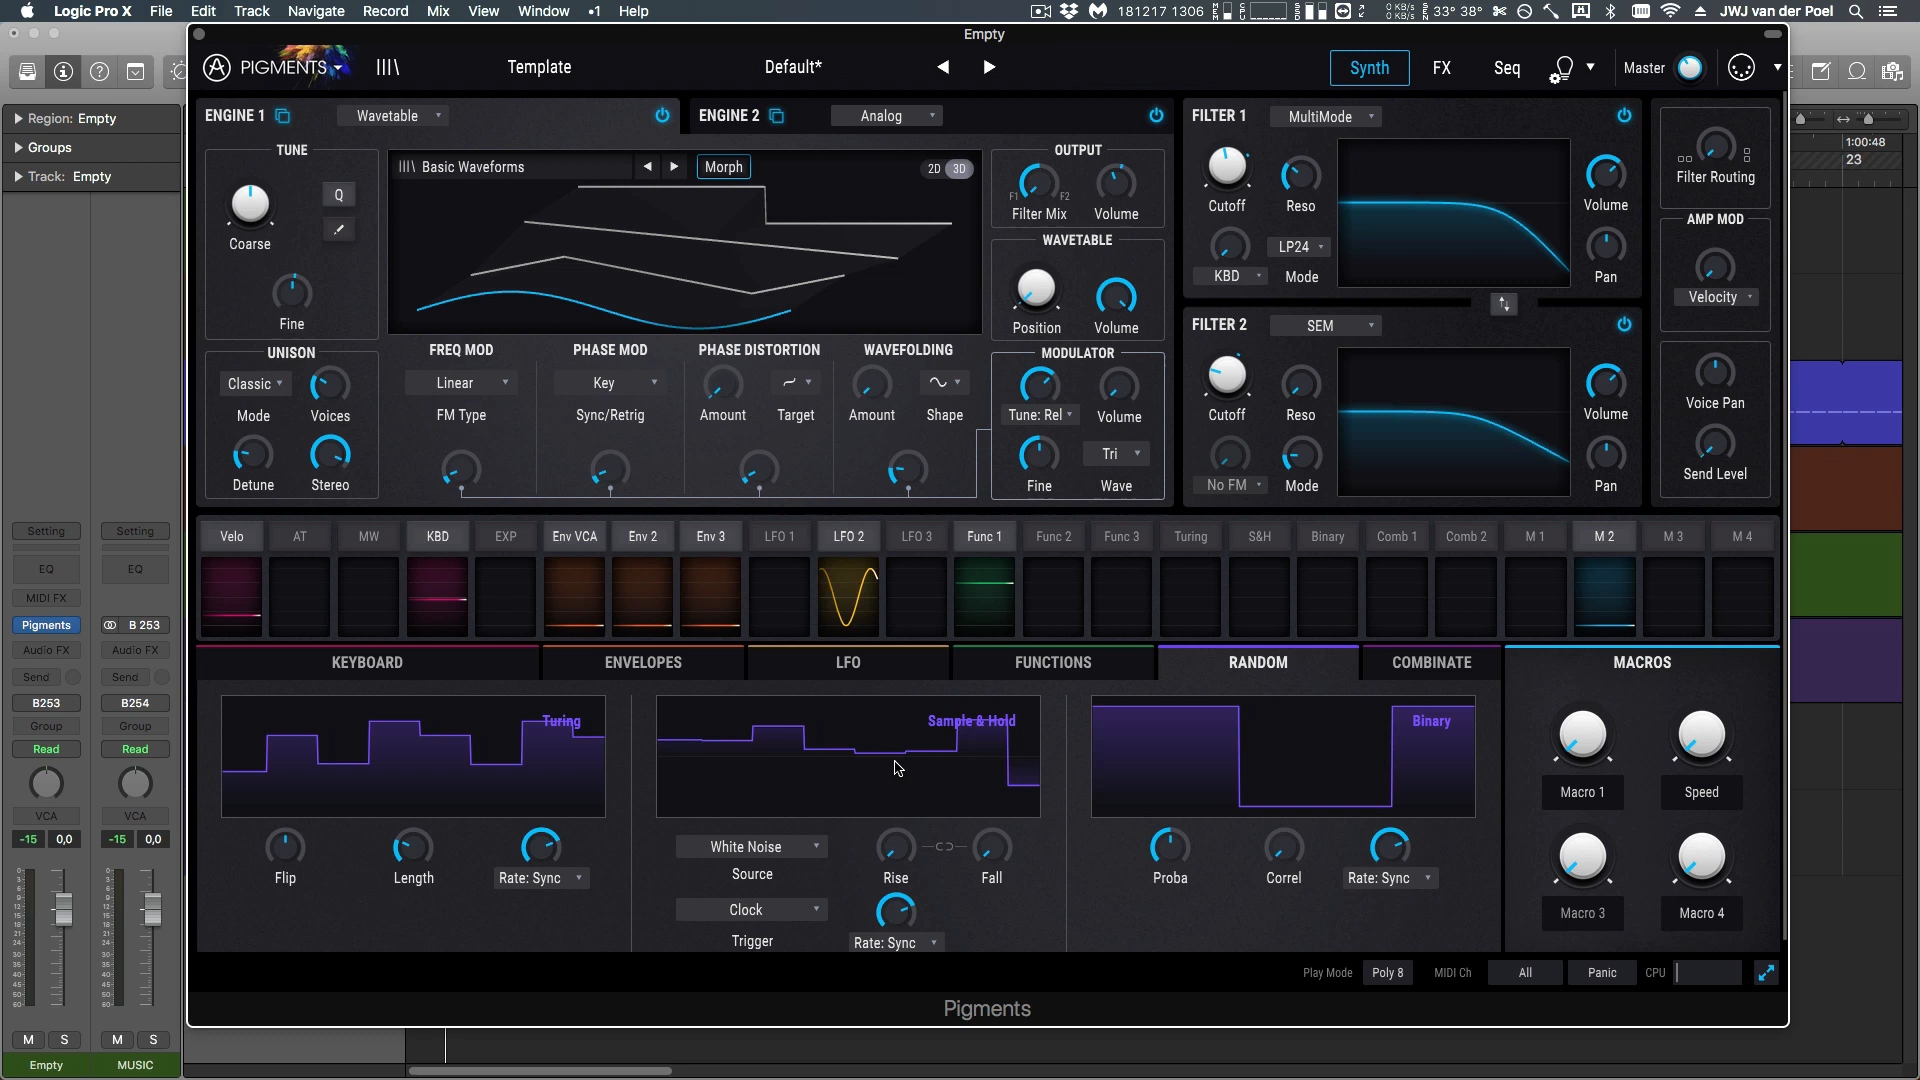 Logic Pro X File Edit Track Navigate Record Mix View Window •1 Help
181217 1306 0 KB/s 0 KB/s 33° 38° JWJ van der Poel
Empty
PIGMENTS Template Default* Synth FX Seq Master
Region: Empty
Groups
Track: Empty
1:00:48
23
ENGINE 1 Wavetable ENGINE 2 Analog FILTER 1 MultiMode
TUNE
Q
Coarse
Fine
Basic Waveforms Morph 2D 3D
OUTPUT
F1 F2
Filter Mix Volume
WAVETABLE
Position Volume
Cutoff Reso Volume
LP24
KBD Mode Pan
Filter Routing
AMP MOD
Velocity
FILTER 2 SEM
UNISON
Classic
Mode Voices
Detune Stereo
FREQ MOD PHASE MOD PHASE DISTORTION WAVEFOLDING
Linear Key
FM Type Sync/Retrig Amount Target Amount Shape
MODULATOR
Tune: Rel Volume
Tri
Fine Wave
Cutoff Reso Volume
No FM Mode Pan
Voice Pan
Send Level
Velo AT MW KBD EXP Env VCA Env 2 Env 3 LFO 1 LFO 2 LFO 3 Func 1 Func 2 Func 3 Turing S&H Binary Comb 1 Comb 2 M 1 M 2 M 3 M 4
KEYBOARD ENVELOPES LFO FUNCTIONS RANDOM COMBINATE MACROS
Turing Sample & Hold Binary
Flip Length Rate: Sync
White Noise
Source
Rise Fall
Clock
Trigger
Rate: Sync
Proba Correl Rate: Sync
Macro 1 Speed
Macro 3 Macro 4
Play Mode Poly 8 MIDI Ch All Panic CPU
Pigments
Setting Setting
EQ EQ
MIDI FX
Pigments B 253
Audio FX Audio FX
Send Send
B253 B254
Group Group
Read Read
VCA VCA
-15 0,0 -15 0,0
M S M S
Empty MUSIC